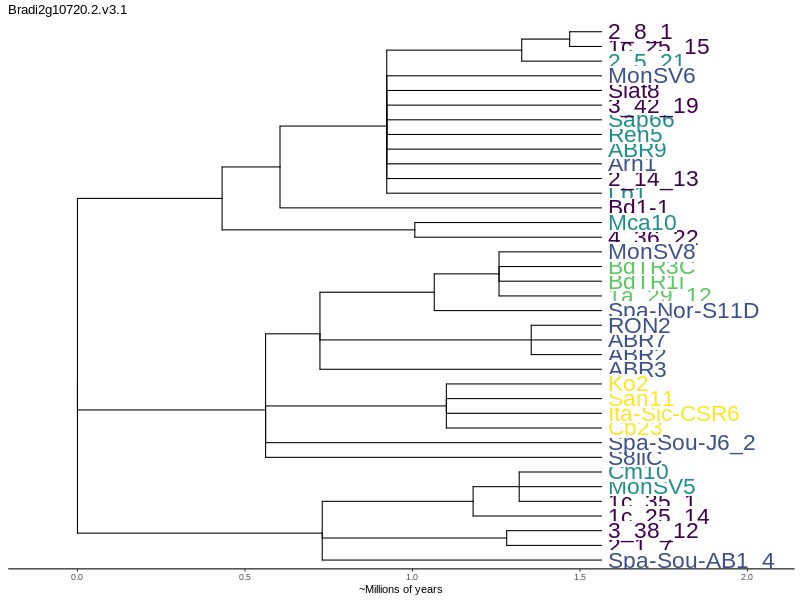 Bradi2g10720.2.v3.1
2_8_1
1c_25_15
2_5_21
MonSV6
Slat8
3_42_19
Sap66
Ren5
ABR9
Arn1
2_14_13
Lb1
Bd1-1
Mca10
4_36_22
MonSV8
BdTR3C
BdTR1i
Ta_29_12
Spa-Nor-S11D
RON2
ABR7
ABR2
ABR3
Ko2
San11
Ita-Sic-CSR6
Cb23
Spa-Sou-J6_2
S8iiC
Cm10
MonSV5
1c_35_1
1c_25_14
3_38_12
2_1_7
Spa-Sou-AB1_4
0.0 0.5 1.0 1.5 2.0
~Millions of years